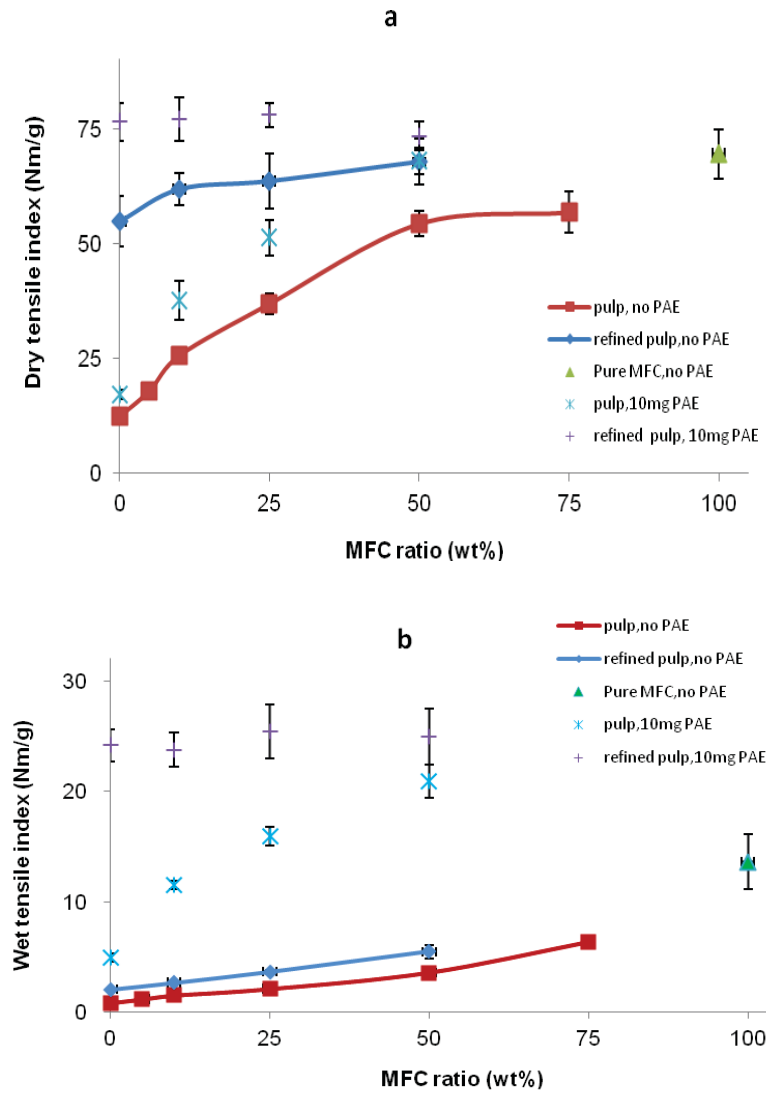 a
Dry tensile index (Nm/g)
75
50
25
0
0 25 50 75 100
MFC ratio (wt%)
pulp, no PAE
refined pulp,no PAE
Pure MFC,no PAE
pulp,10mg PAE
refined pulp, 10mg PAE
b
Wet tensile index (Nm/g)
30
20
10
0
0 25 50 75 100
MFC ratio (wt%)
pulp,no PAE
refined pulp,no PAE
Pure MFC,no PAE
pulp,10mg PAE
refined pulp,10mg PAE